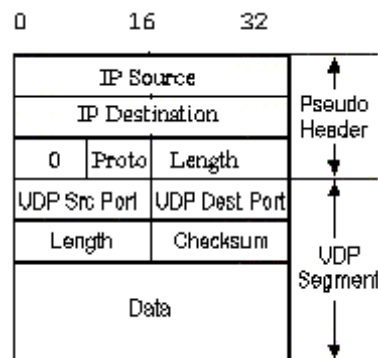 0 16 32
IP Source
IP Destination
Pseudo
Header
0 Proto Length
UDP Src Port UDP Dest Port
Length Checksum
UDP
Segment
Data